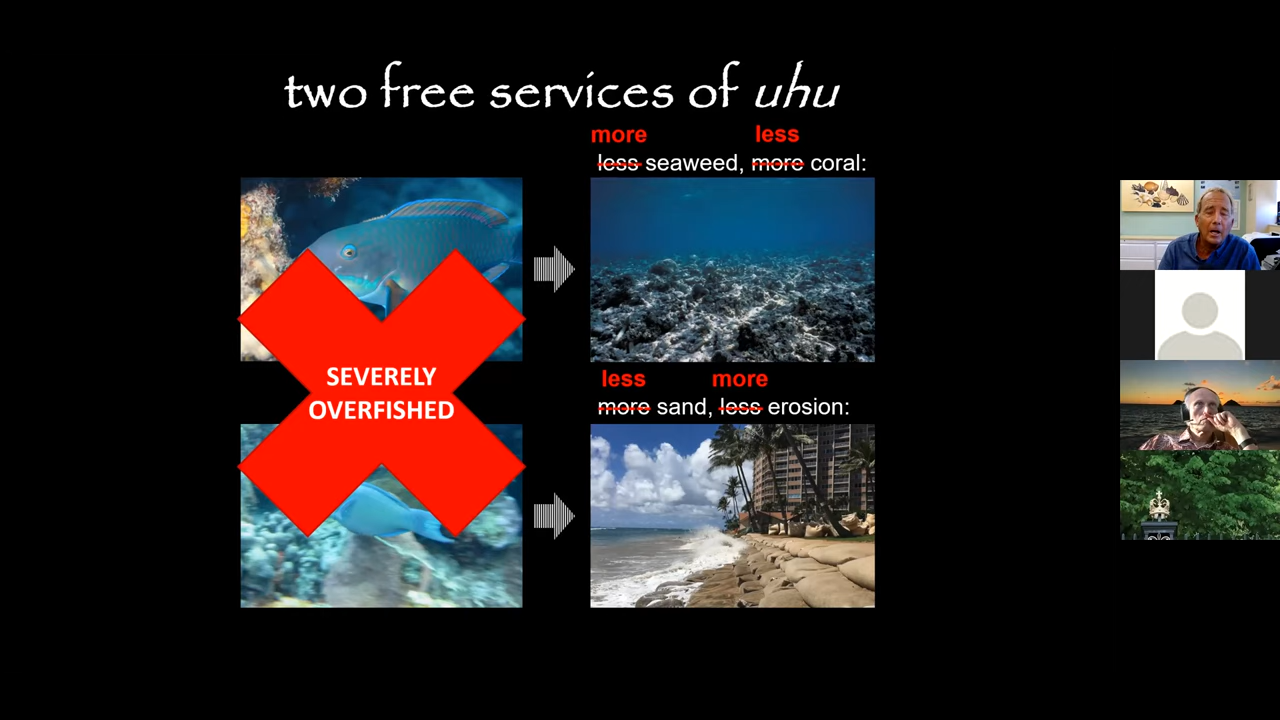 two free services of uhu
more less
less seaweed, more coral:
SEVERELY
OVERFISHED
less more
more sand, less erosion: